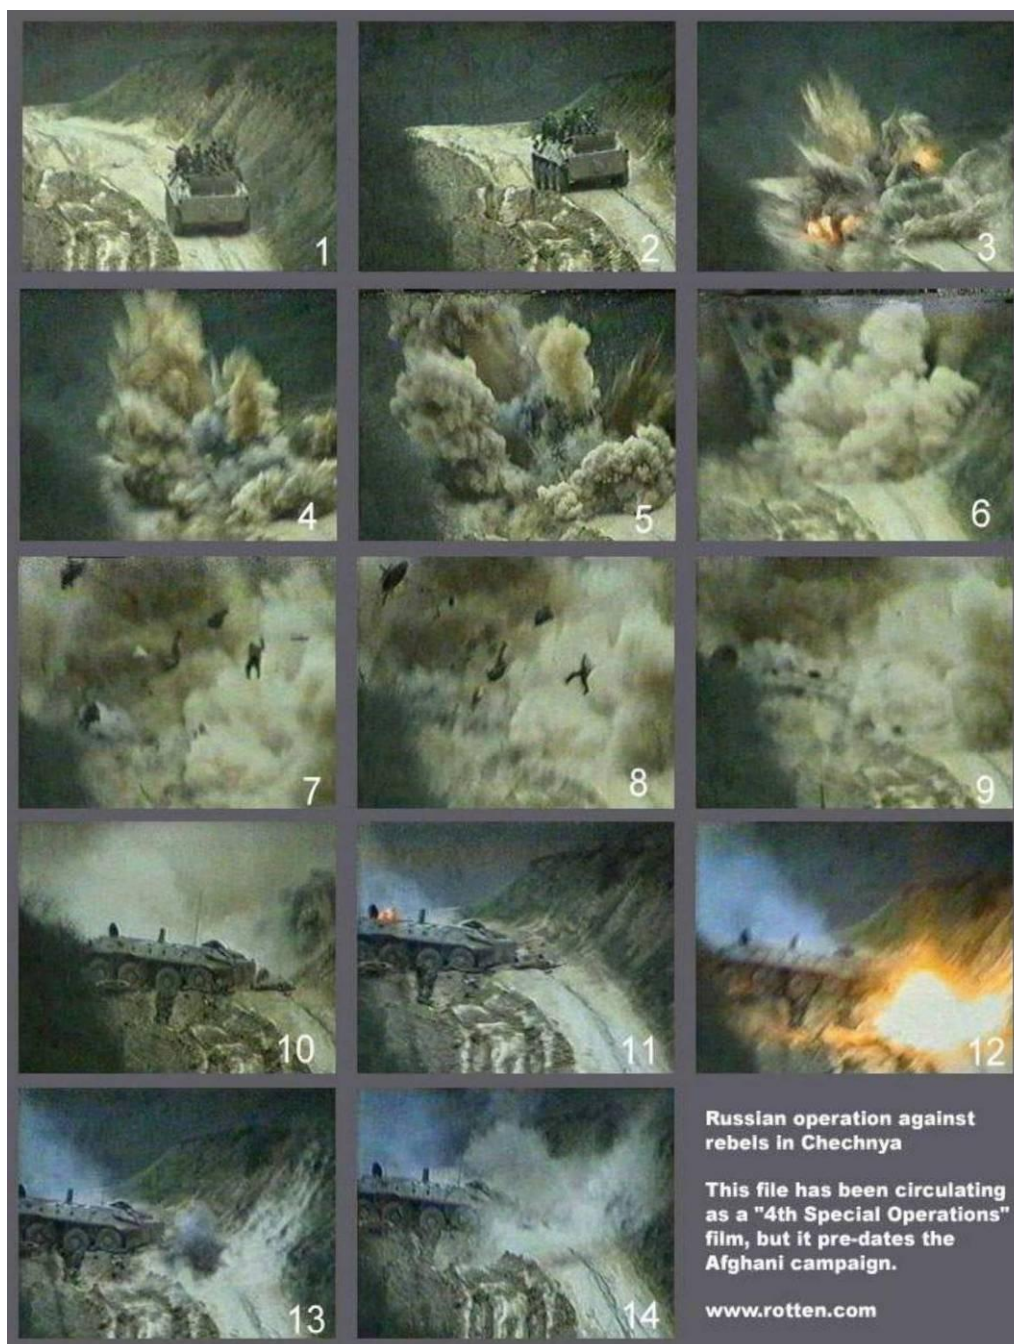 1
2
3
4
5
6
7
8
9
10
11
12
13
14
Russian operation against
rebels in Chechnya
This file has been circulating
as a "4th Special Operations"
film, but it pre-dates the
Afghani campaign.
www.rotten.com